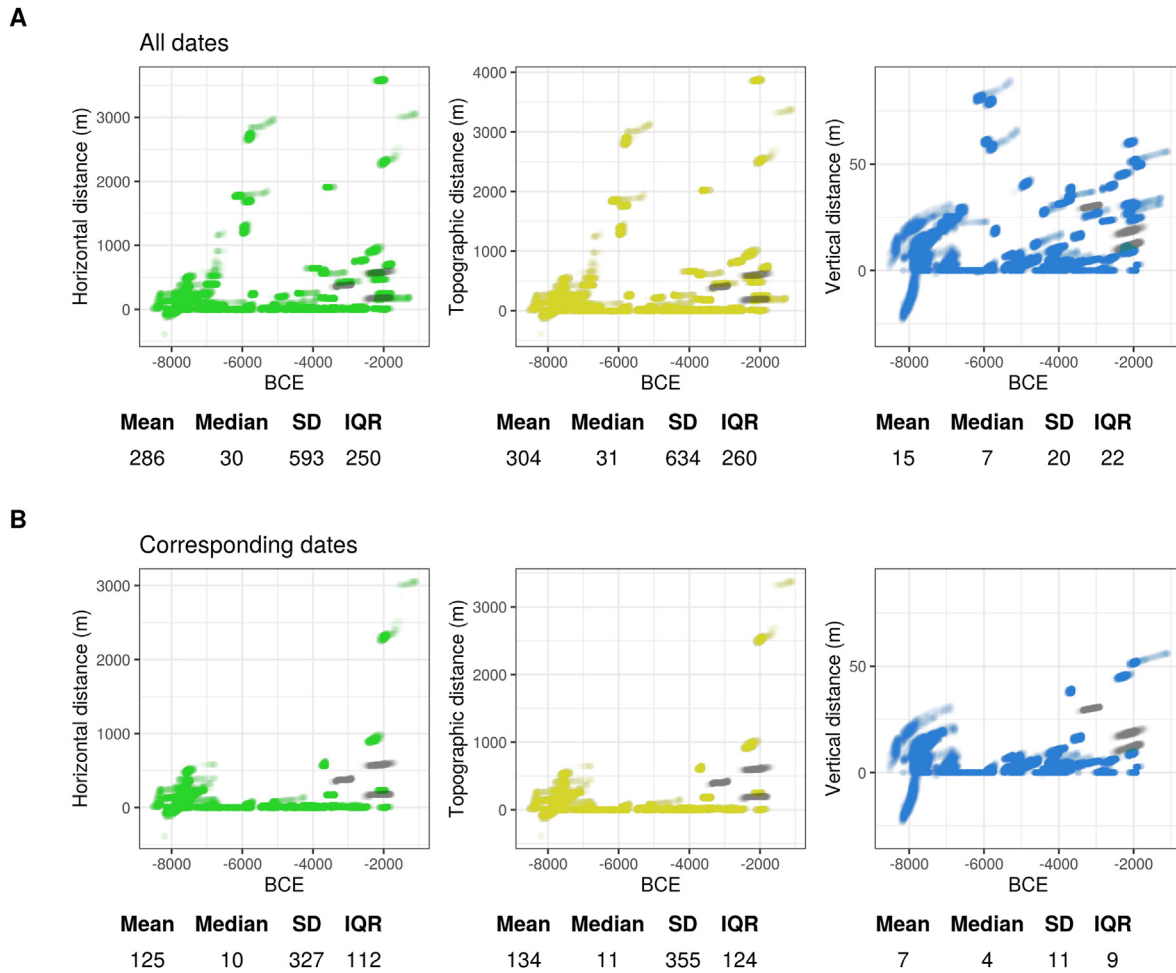 A
All dates
Horizontal distance (m)
3000
2000
1000
0
-8000 -6000 -4000 -2000
BCE
Mean Median SD IQR
286 30 593 250
Topographic distance (m)
4000
3000
2000
1000
0
-8000 -6000 -4000 -2000
BCE
Mean Median SD IQR
304 31 634 260
Vertical distance (m)
50
0
-8000 -6000 -4000 -2000
BCE
Mean Median SD IQR
15 7 20 22
B
Corresponding dates
Horizontal distance (m)
3000
2000
1000
0
-8000 -6000 -4000 -2000
BCE
Mean Median SD IQR
125 10 327 112
Topographic distance (m)
3000
2000
1000
0
-8000 -6000 -4000 -2000
BCE
Mean Median SD IQR
134 11 355 124
Vertical distance (m)
50
0
-8000 -6000 -4000 -2000
BCE
Mean Median SD IQR
7 4 11 9